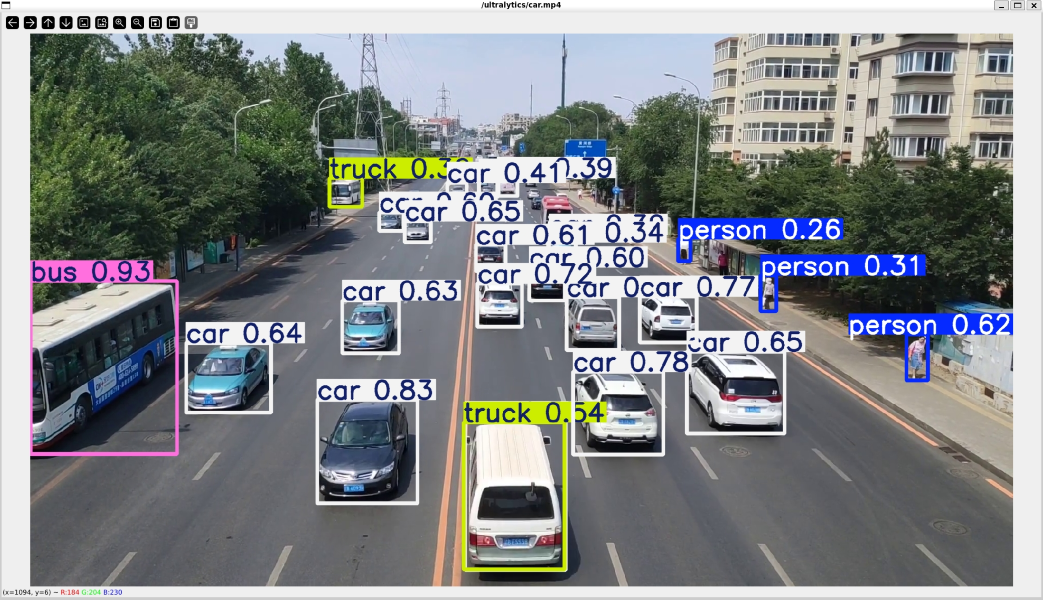 /ultralytics/car.mp4
truck 0.3
car 0.41
0.39
car 0.65
car 0.61
0.34
0.60
car 0.72
car 0
car 0.77
person 0.26
person 0.31
bus 0.93
car 0.63
person 0.62
car 0.64
car 0.65
car 0.78
car 0.83
truck 0.54
(x=1094, y=6) ~ R:184 G:204 B:230